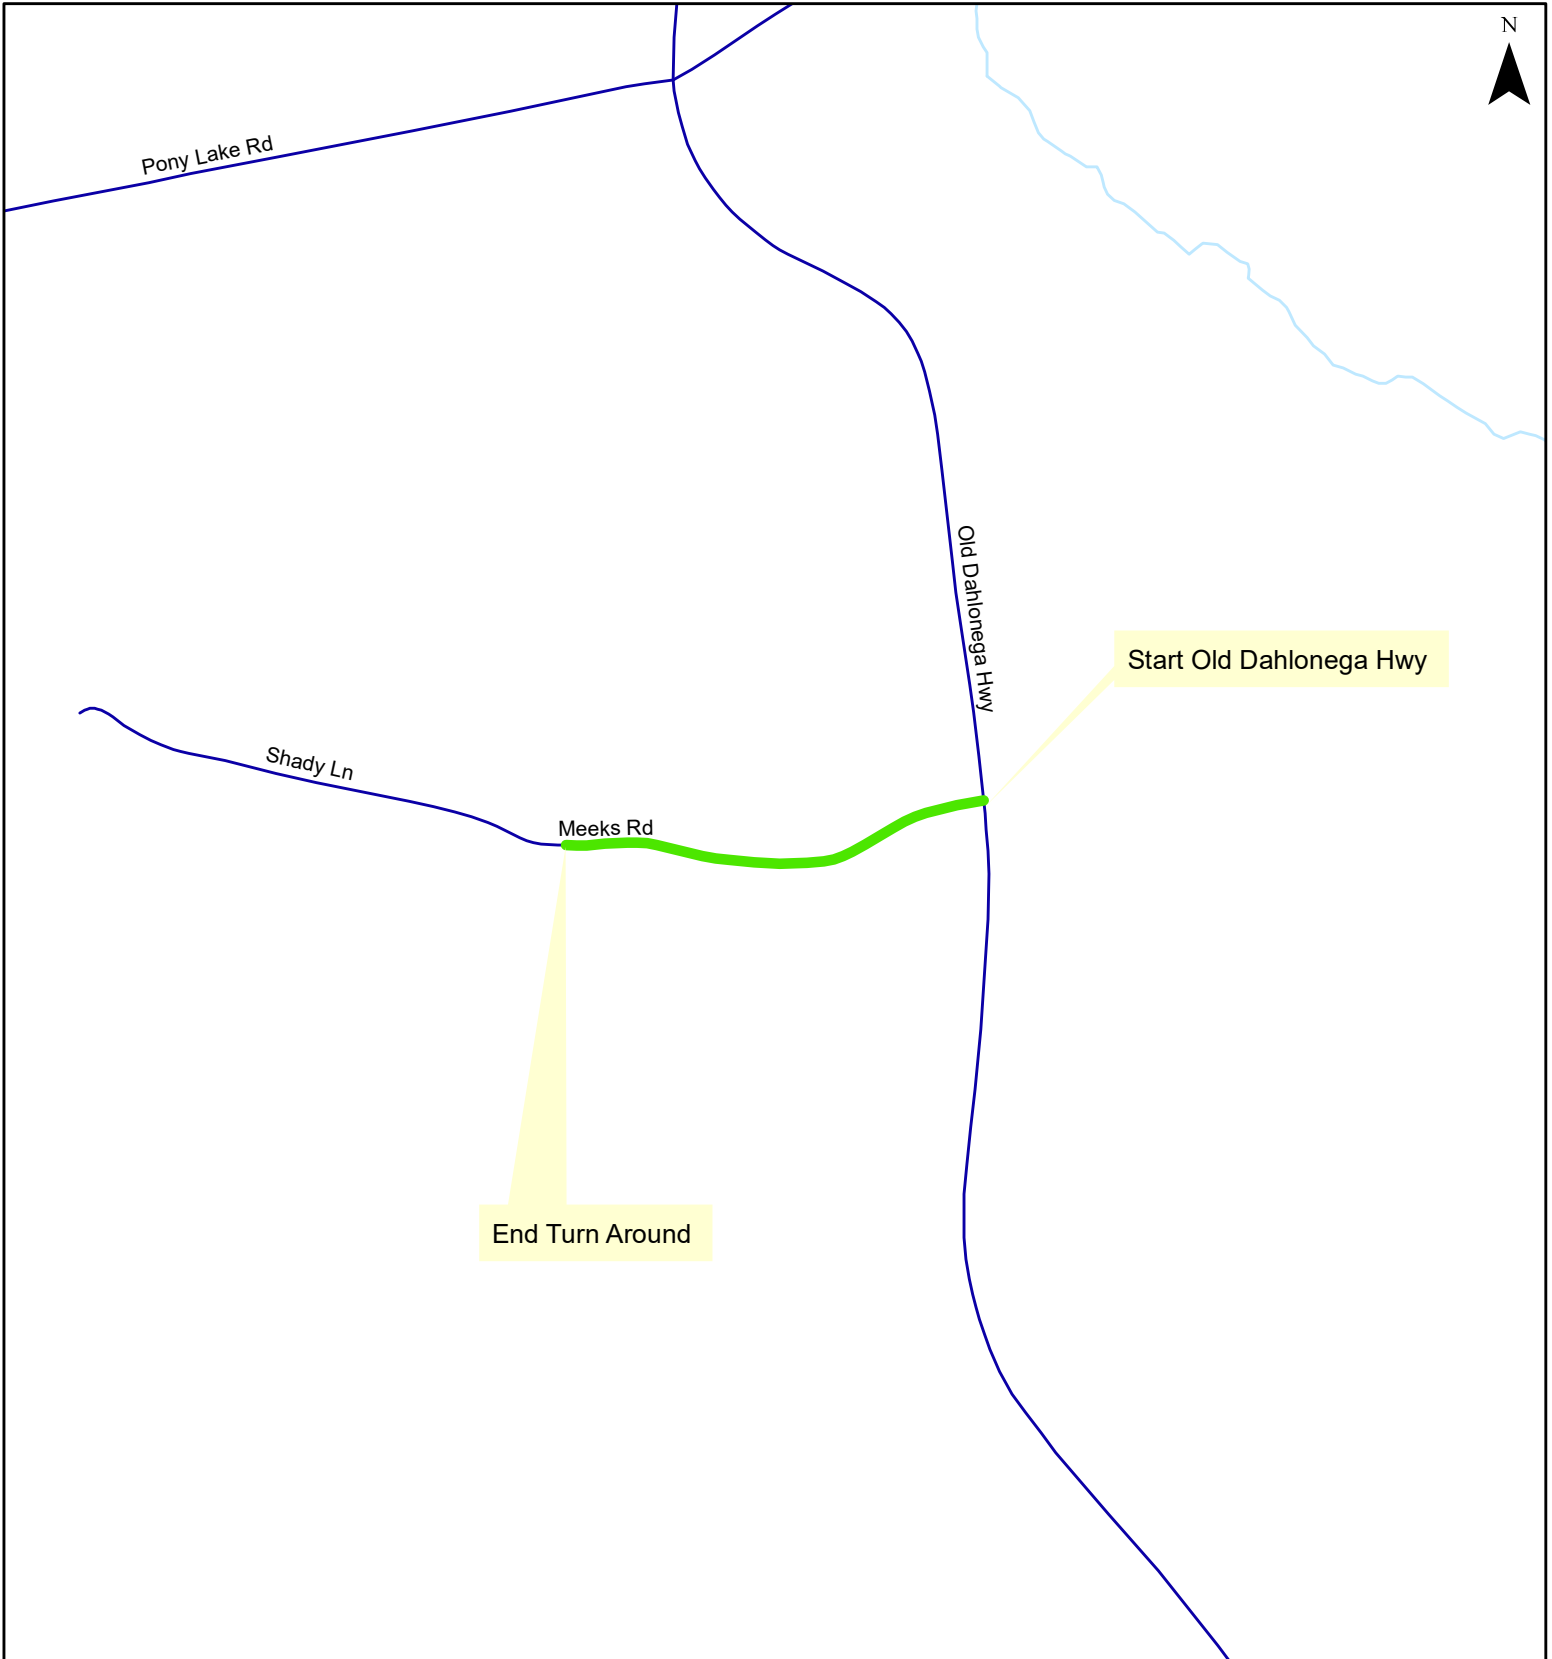 N
Pony Lake Rd
Old Dahlonega Hwy
Start Old Dahlonega Hwy
Shady Ln
Meeks Rd
End Turn Around